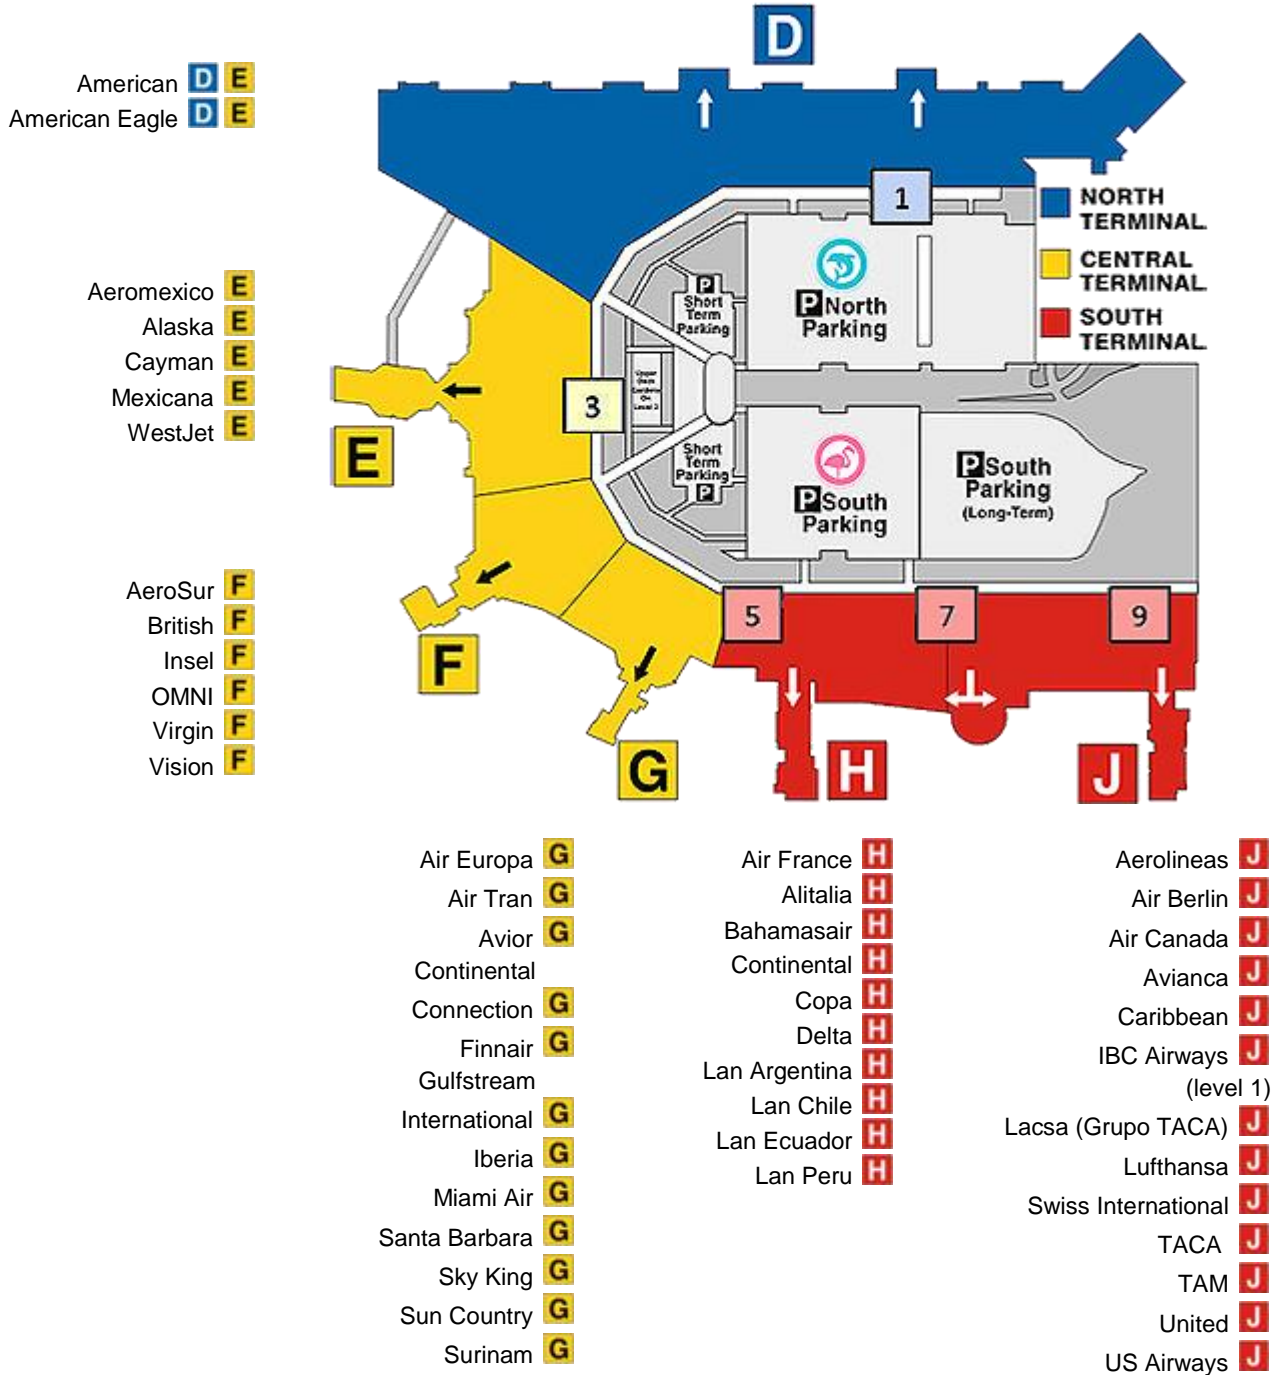 D
American D E
American Eagle D E
1
NORTH
TERMINAL
CENTRAL
TERMINAL
SOUTH
TERMINAL
P
Short
Term
Parking
P North
Parking
Aeromexico E
Alaska E
Cayman E
Mexicana E
WestJet E
3
E
Short
Term
Parking
P
P South
Parking
P South
Parking
(Long-Term)
AeroSur F
British F
Insel F
OMNI F
Virgin F
Vision F
5
7
9
F
G
H
J
Air Europa G
Air Tran G
Avior G
Continental
Connection G
Finnair G
Gulfstream
International G
Iberia G
Miami Air G
Santa Barbara G
Sky King G
Sun Country G
Surinam G
Air France H
Alitalia H
Bahamasair H
Continental H
Copa H
Delta H
Lan Argentina H
Lan Chile H
Lan Ecuador H
Lan Peru H
Aerolineas J
Air Berlin J
Air Canada J
Avianca J
Caribbean J
IBC Airways J
(level 1)
Lacsa (Grupo TACA) J
Lufthansa J
Swiss International J
TACA J
TAM J
United J
US Airways J